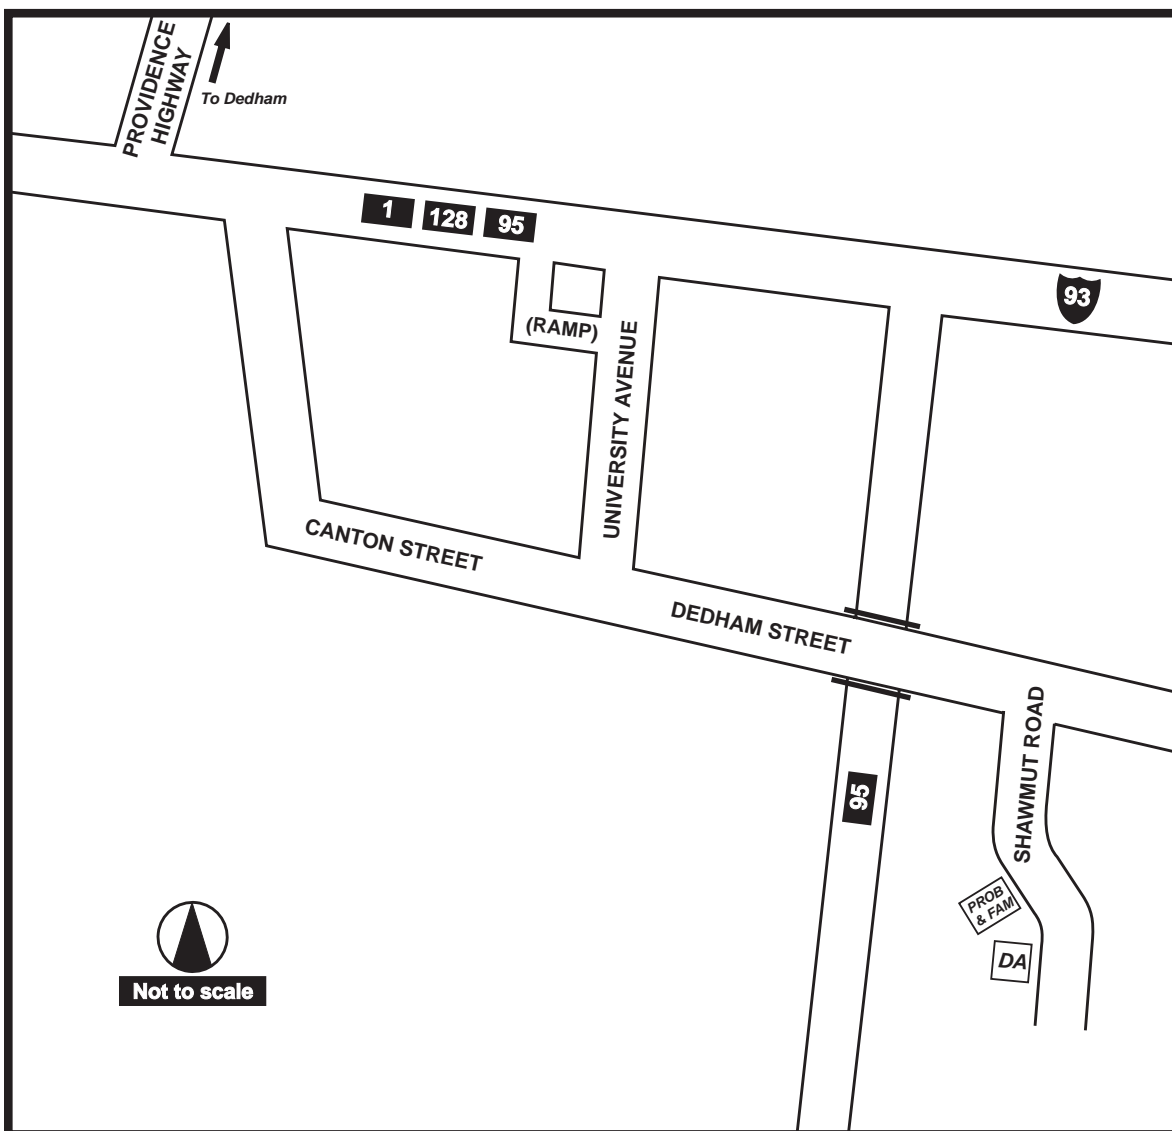 PROVIDENCE
HIGHWAY
To Dedham
1
128
95
93
(RAMP)
UNIVERSITY AVENUE
CANTON STREET
DEDHAM STREET
SHAWMUT ROAD
95
PROB
& FAM
DA
Not to scale